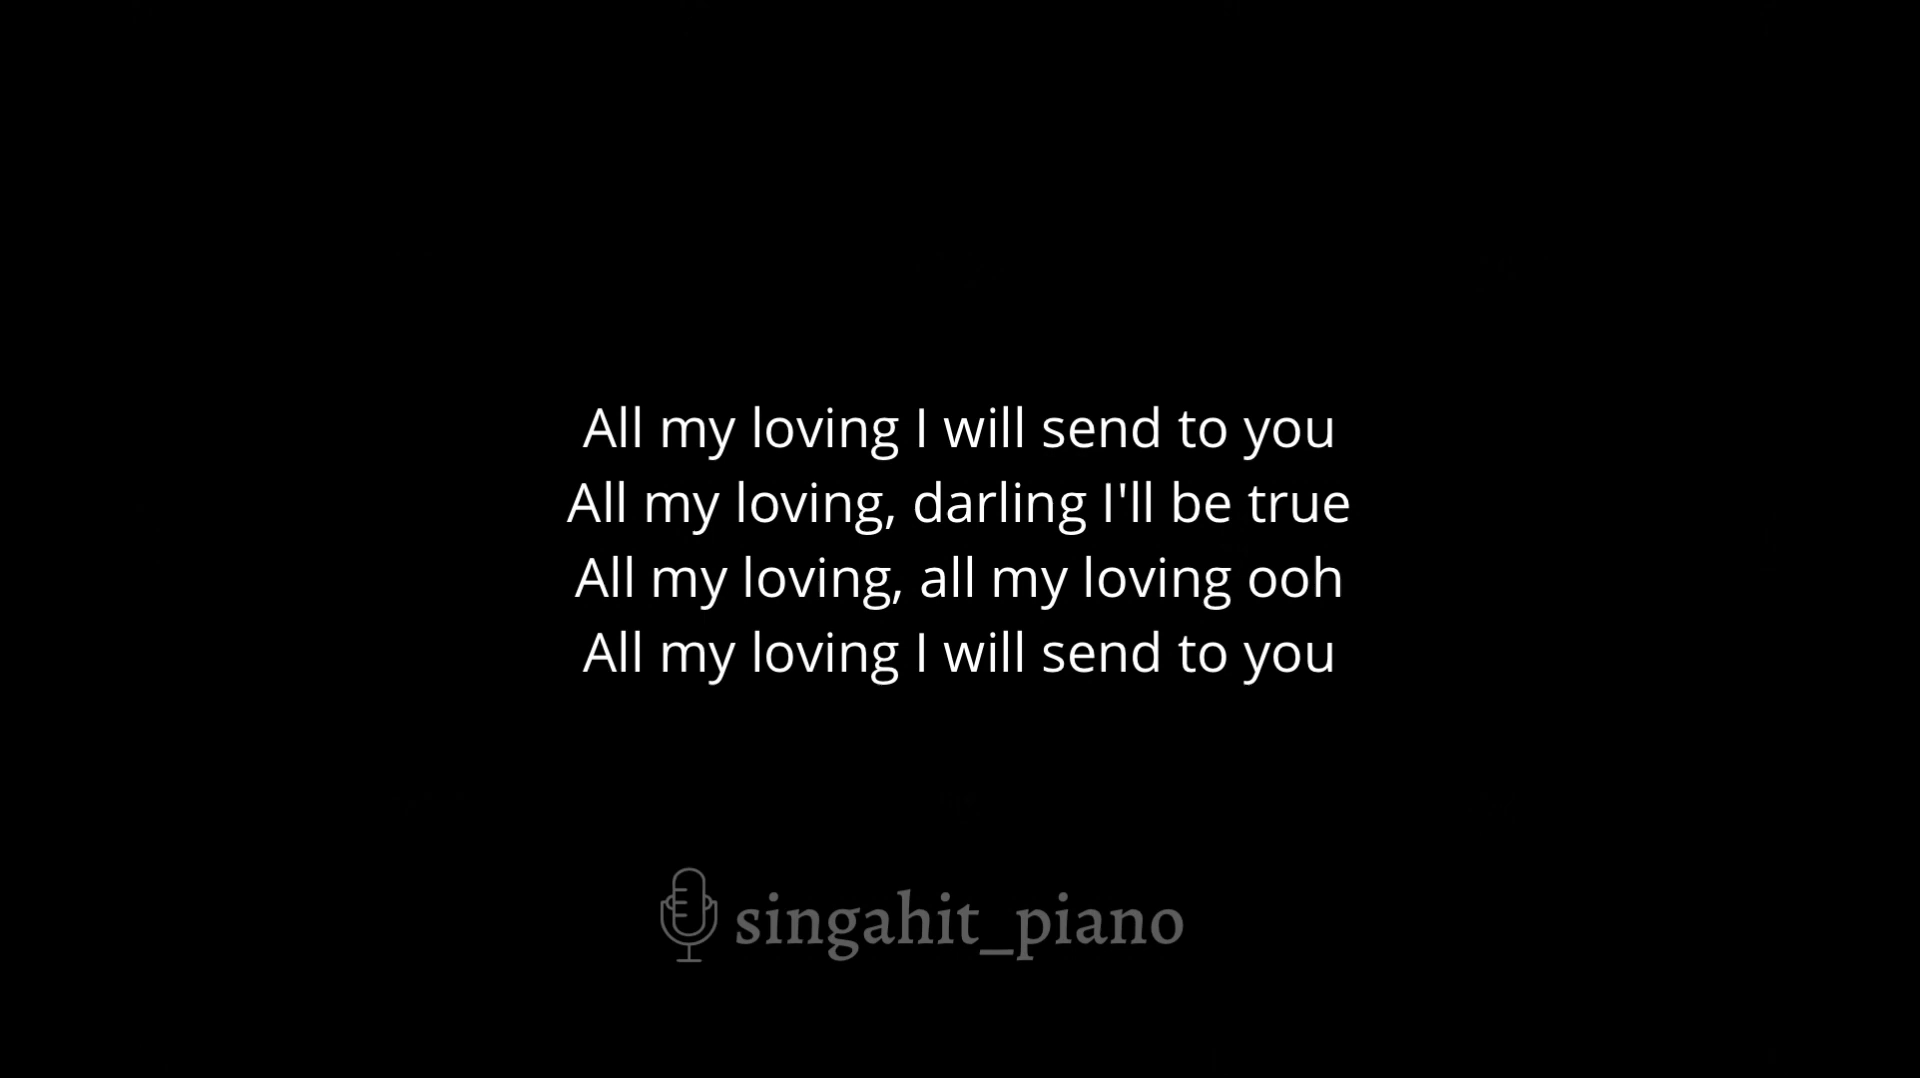 All my loving I will send to you
All my loving, darling I'll be true
All my loving, all my loving ooh
All my loving I will send to you
singahit_piano